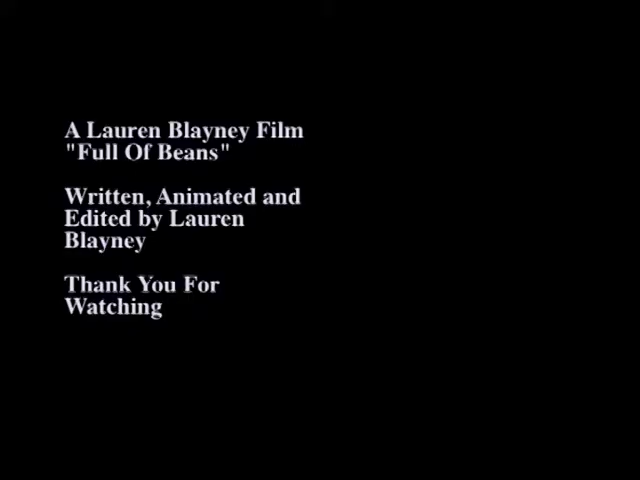 A Lauren Blayney Film
"Full Of Beans"
Written, Animated and
Edited by Lauren
Blayney
Thank You For
Watching